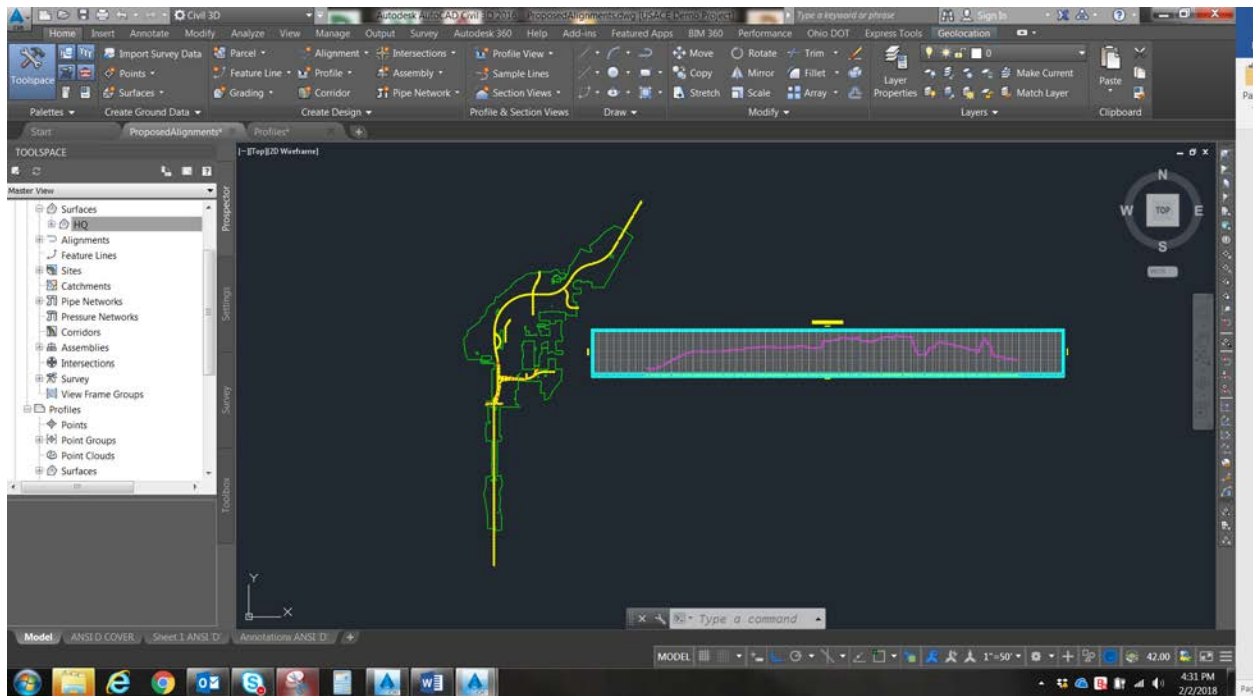 Civil 3D
Autodesk AutoCAD Civil 3D 2016 ProposedAlignments.dwg [USACE Demo Project]
Type a keyword or phrase
Sign In
Home Insert Annotate Modify Analyze View Manage Output Survey Autodesk 360 Help Add-ins Featured Apps BIM 360 Performance Ohio DOT Express Tools Geolocation
Toolspace
Import Survey Data
Points
Surfaces
Parcel
Feature Line
Grading
Alignment
Profile
Corridor
Intersections
Assembly
Pipe Network
Profile View
Sample Lines
Section Views
Move
Copy
Stretch
Rotate
Mirror
Scale
Trim
Fillet
Array
Layer
Properties
0
Make Current
Match Layer
Paste
Palettes Create Ground Data Create Design Profile & Section Views Draw Modify Layers Clipboard
Start ProposedAlignments* Profiles*
TOOLSPACE
Master View
Surfaces
HQ
Alignments
Feature Lines
Sites
Catchments
Pipe Networks
Pressure Networks
Corridors
Assemblies
Intersections
Survey
View Frame Groups
Profiles
Points
Point Groups
Point Clouds
Surfaces
Prospector
Settings
Survey
Toolbox
[−][Top][2D Wireframe]
N
W TOP E
S
Y
X
Type a command
Model ANSI D COVER Sheet 1 ANSI 'D' Annotations ANSI 'D'
MODEL 1"=50' 42.00
4:31 PM
2/2/2018